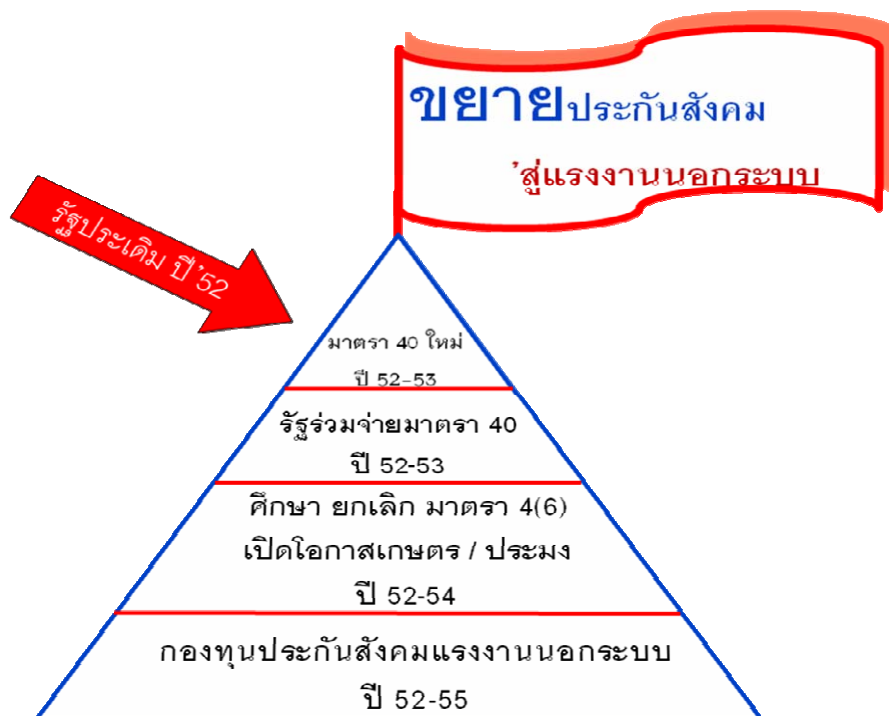 ขยายประกันสังคม
'สู่แรงงานนอกระบบ
รัฐประเดิม ปี'52
มาตรา 40 ใหม่
ปี 52-53
รัฐร่วมจ่ายมาตรา 40
ปี 52-53
ศึกษา ยกเลิก มาตรา 4(6)
เปิดโอกาสเกษตร / ประมง
ปี 52-54
กองทุนประกันสังคมแรงงานนอกระบบ
ปี 52-55